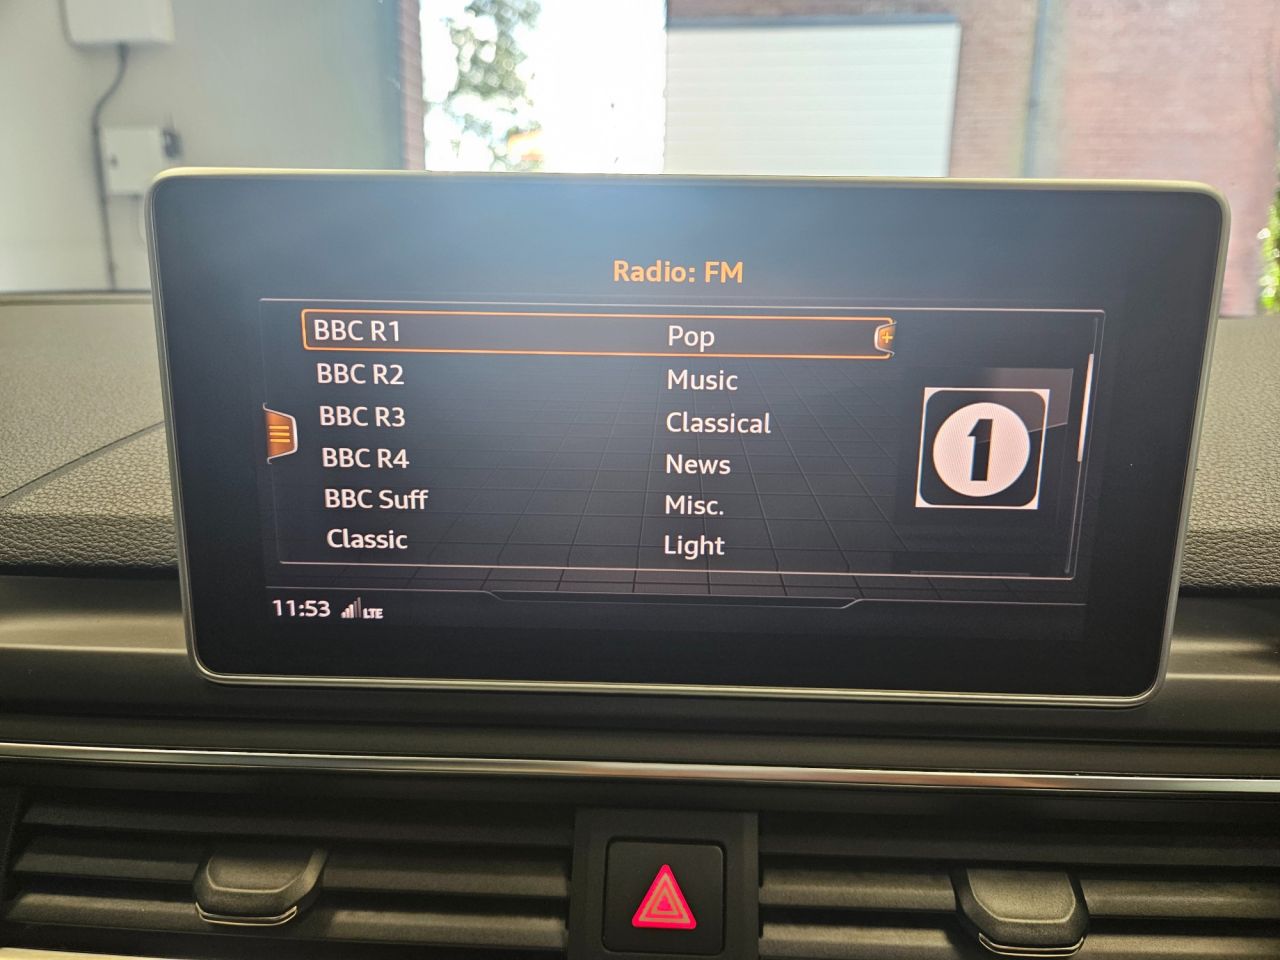 Radio: FM
BBC R1 Pop
BBC R2 Music
BBC R3 Classical
BBC R4 News
BBC Suff Misc.
Classic Light
1
11:53 LTE